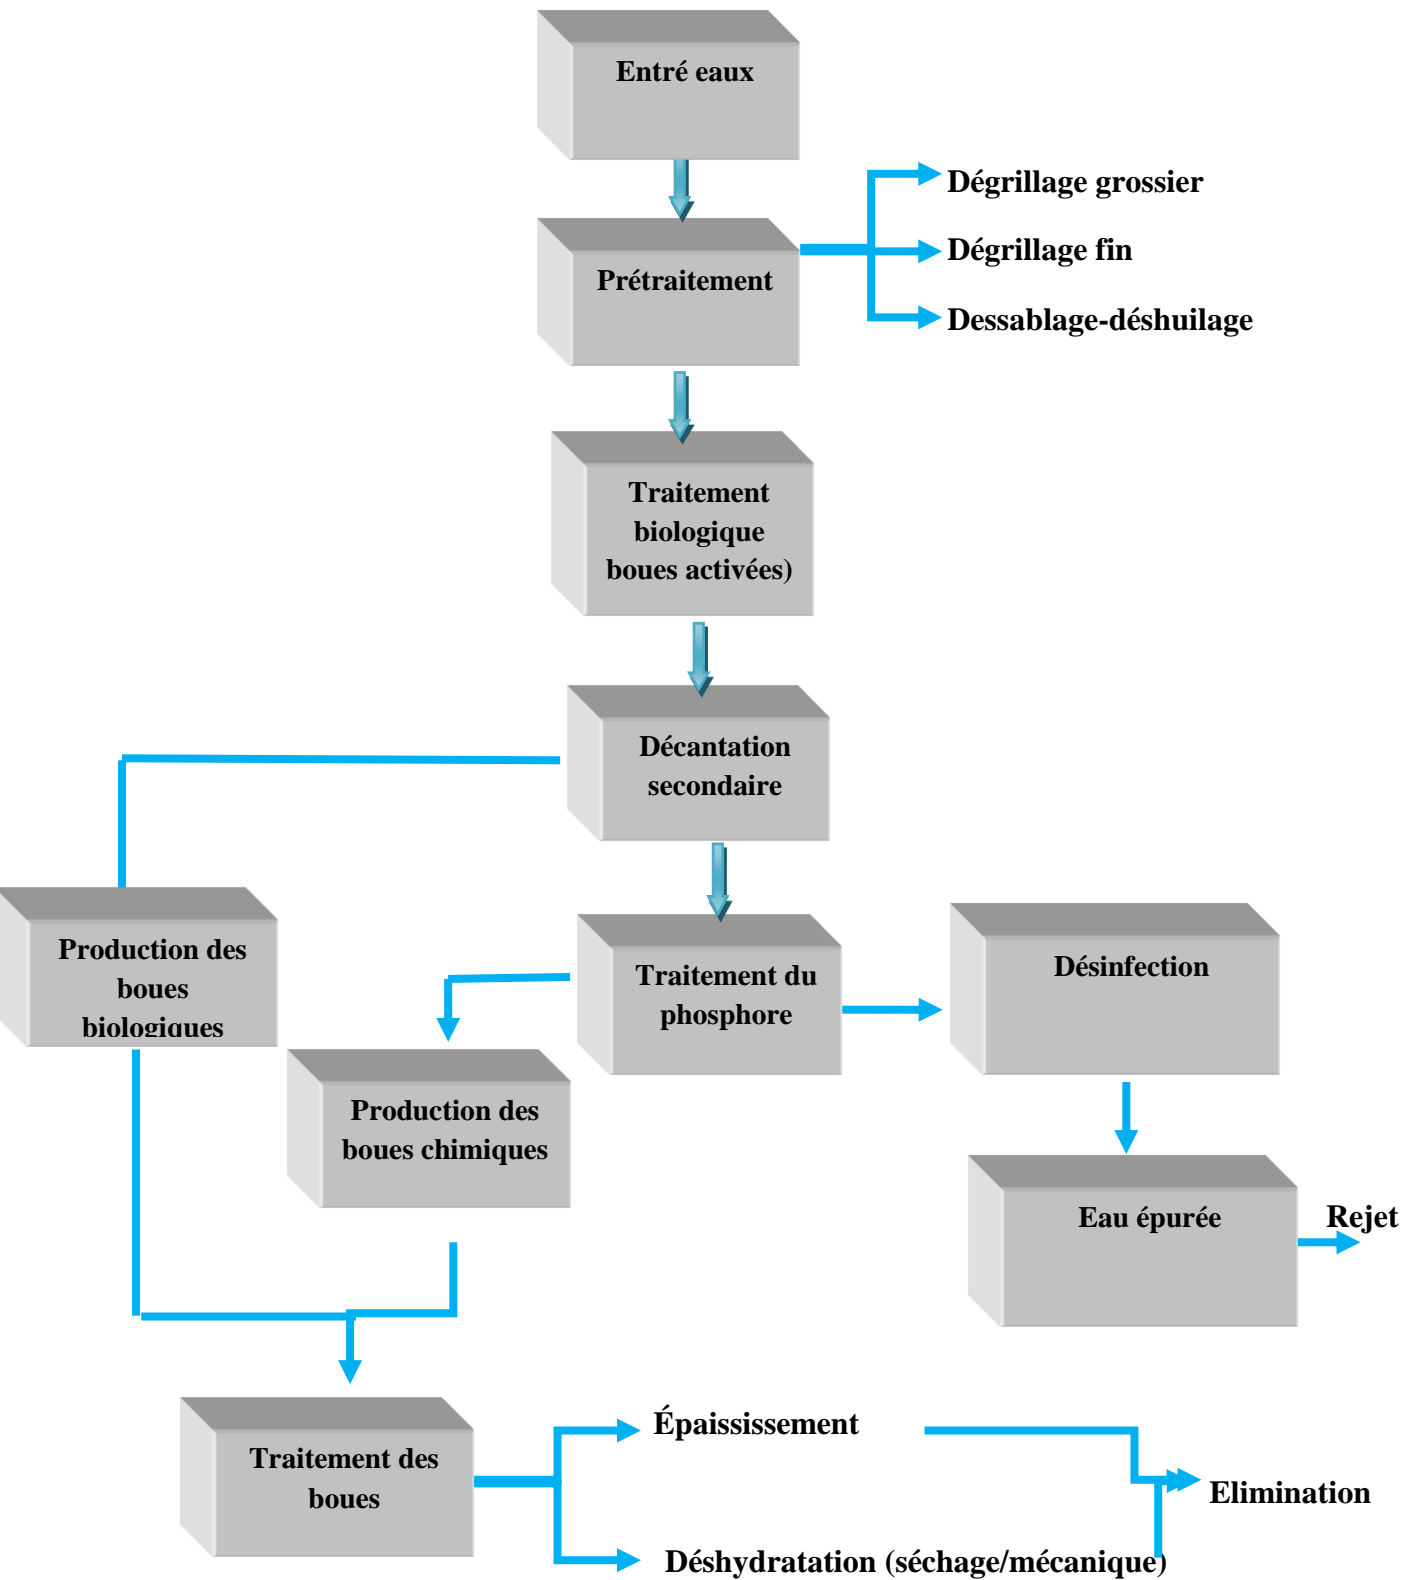 Entré eaux
Dégrillage grossier
Dégrillage fin
Prétraitement
Dessablage-déshuilage
Traitement
biologique
boues activées)
Décantation
secondaire
Production des
boues
biologiques
Traitement du
phosphore
Désinfection
Production des
boues chimiques
Eau épurée
Rejet
Traitement des
boues
Épaississement
Elimination
Déshydratation (séchage/mécanique)